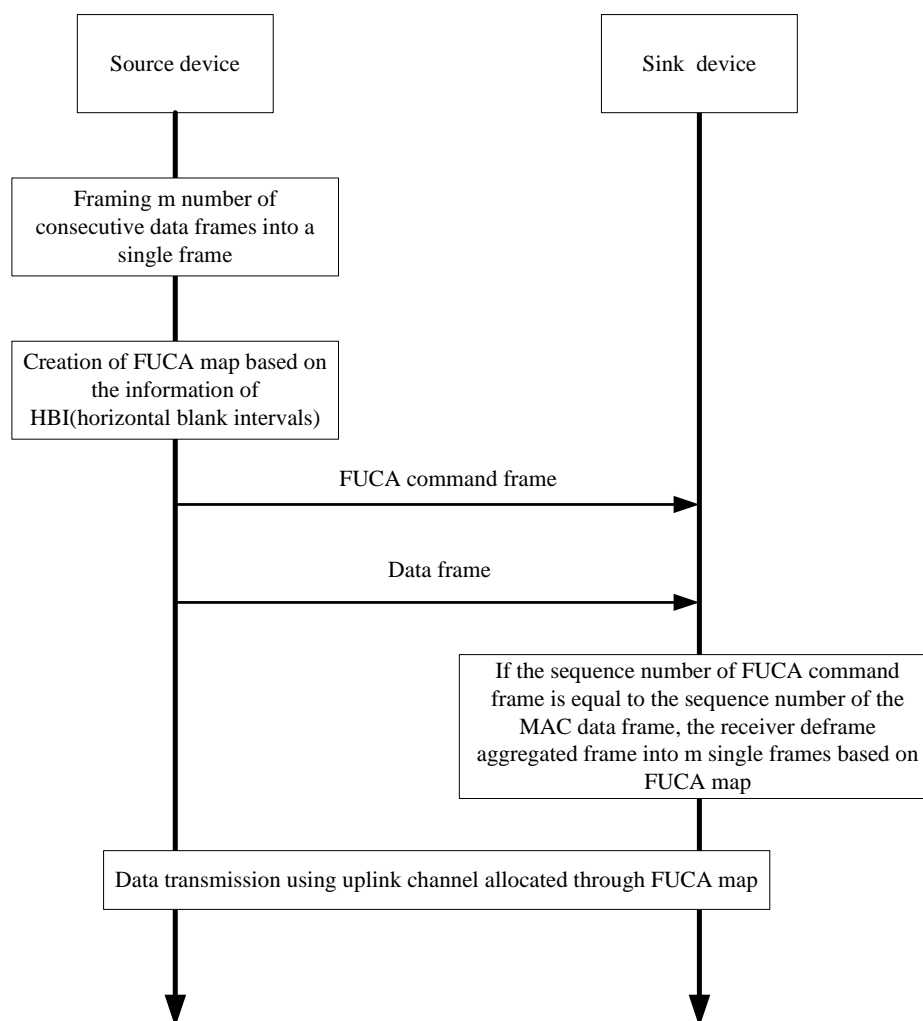 Source device
Sink device
Framing m number of
consecutive data frames into a
single frame
Creation of FUCA map based on
the information of
HBI(horizontal blank intervals)
FUCA command frame
Data frame
If the sequence number of FUCA command
frame is equal to the sequence number of the
MAC data frame, the receiver deframe
aggregated frame into m single frames based on
FUCA map
Data transmission using uplink channel allocated through FUCA map